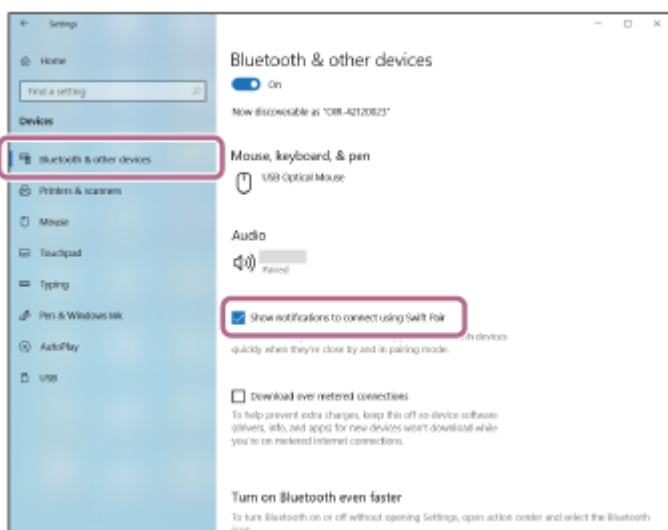 Settings
Home
Find a setting
Devices
Bluetooth & other devices
Printers & scanners
Mouse
Touchpad
Typing
Pen & Windows Ink
AutoPlay
USB
Bluetooth & other devices
On
Now discoverable as
Mouse, keyboard, & pen
USB Optical Mouse
Audio
Paired
Show notifications to connect using Swift Pair
devices
quickly when they're close by and in pairing mode.
Download over metered connections
To help prevent extra charges, keep this off so device software
(drivers, info, and apps) for new devices won't download while
you're on metered Internet connections.
Turn on Bluetooth even faster
To turn Bluetooth on or off without opening Settings, open action center and select the Bluetooth
icon.